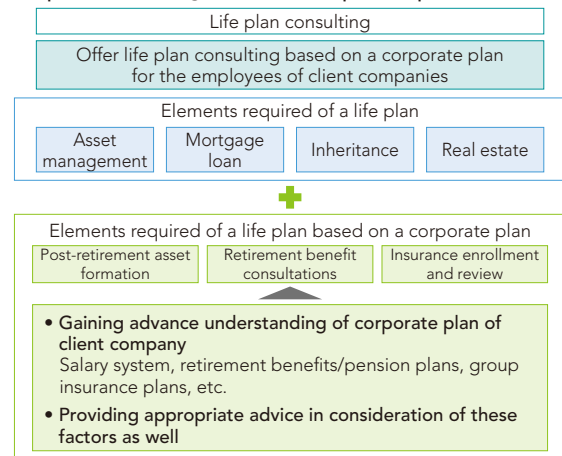 Life plan consulting
Offer life plan consulting based on a corporate plan
for the employees of client companies
Elements required of a life plan
Asset
management
Mortgage
loan
Inheritance
Real estate
Elements required of a life plan based on a corporate plan
Post-retirement asset
formation
Retirement benefit
consultations
Insurance enrollment
and review
• Gaining advance understanding of corporate plan of
client company
Salary system, retirement benefits/pension plans, group
insurance plans, etc.
• Providing appropriate advice in consideration of these
factors as well